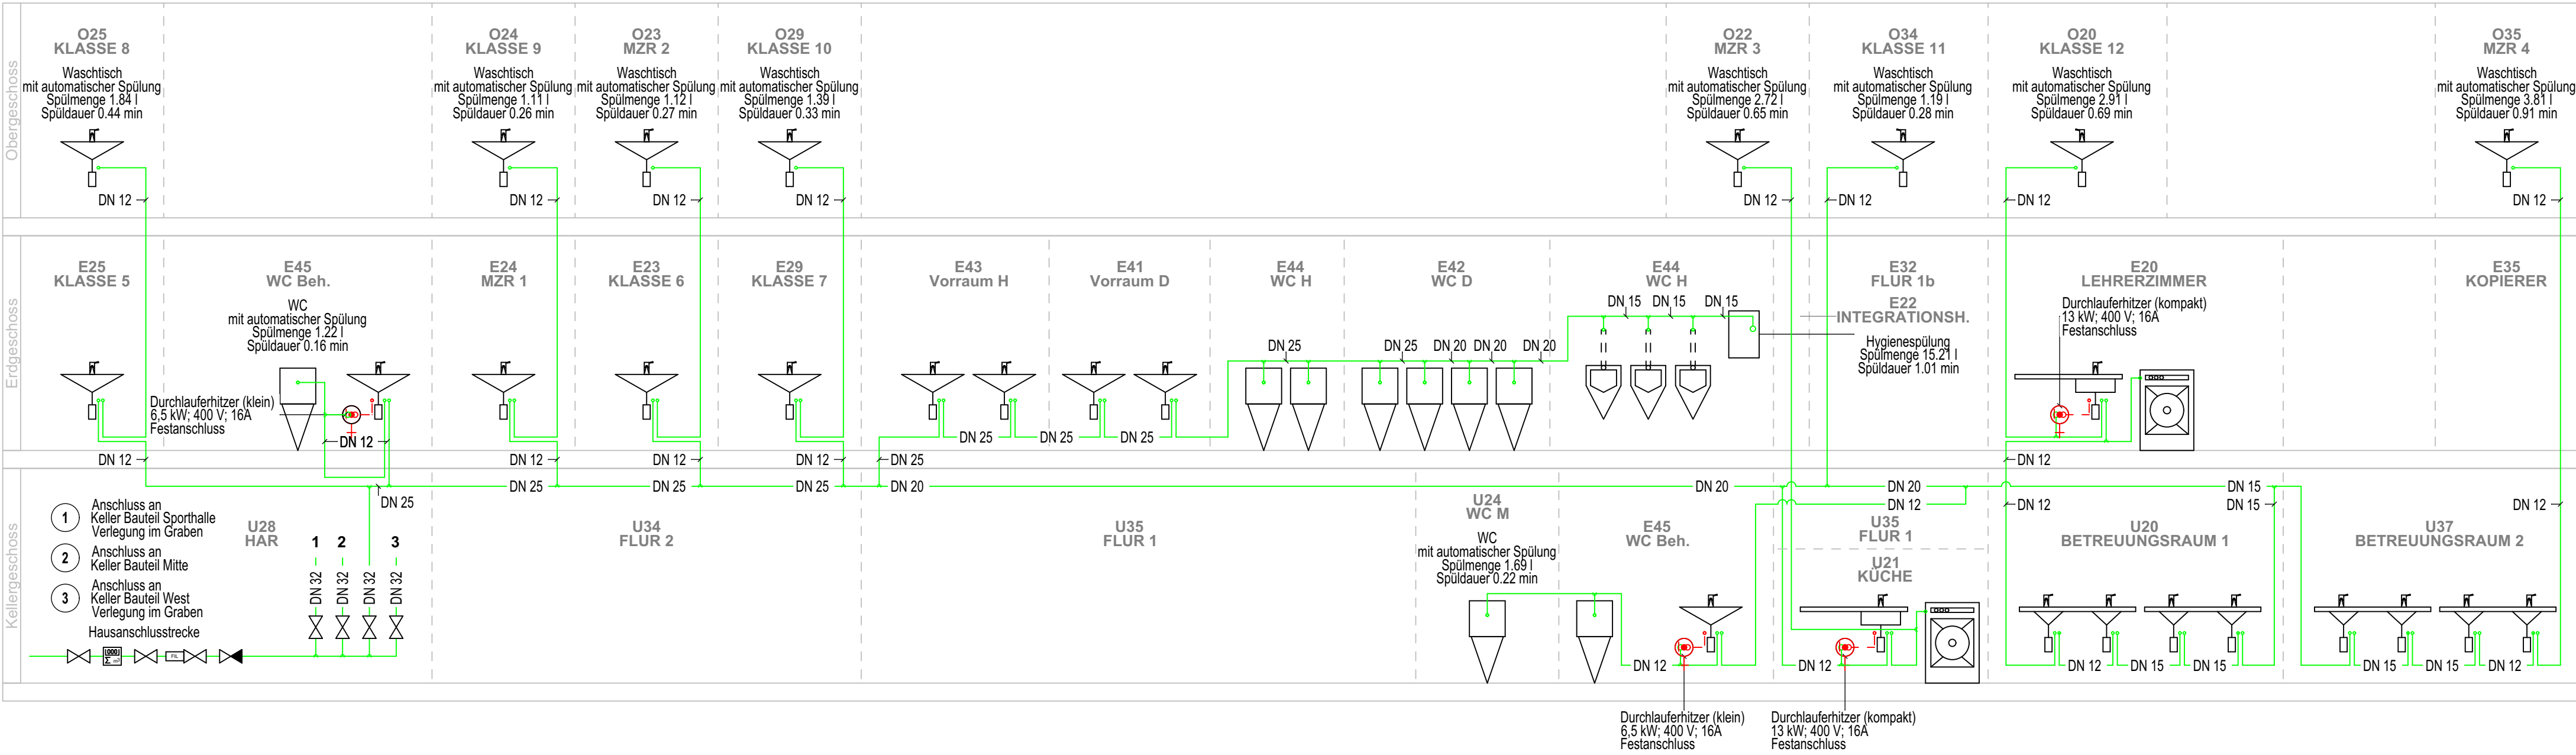 Obergeschoss
O25
KLASSE 8
Waschtisch
mit automatischer Spülung
Spülmenge 1.84 l
Spüldauer 0.44 min
DN 12
O24
KLASSE 9
Waschtisch
mit automatischer Spülung
Spülmenge 1.11 l
Spüldauer 0.26 min
DN 12
O23
MZR 2
Waschtisch
mit automatischer Spülung
Spülmenge 1.12 l
Spüldauer 0.27 min
DN 12
O29
KLASSE 10
Waschtisch
mit automatischer Spülung
Spülmenge 1.39 l
Spüldauer 0.33 min
DN 12
O22
MZR 3
Waschtisch
mit automatischer Spülung
Spülmenge 2.72 l
Spüldauer 0.65 min
DN 12
O34
KLASSE 11
Waschtisch
mit automatischer Spülung
Spülmenge 1.19 l
Spüldauer 0.28 min
DN 12
O20
KLASSE 12
Waschtisch
mit automatischer Spülung
Spülmenge 2.91 l
Spüldauer 0.69 min
DN 12
O35
MZR 4
Waschtisch
mit automatischer Spülung
Spülmenge 3.81 l
Spüldauer 0.91 min
DN 12
Erdgeschoss
E25
KLASSE 5
DN 12
E45
WC Beh.
WC
mit automatischer Spülung
Spülmenge 1.22 l
Spüldauer 0.16 min
Durchlauferhitzer (klein)
6,5 kW; 400 V; 16A
Festanschluss
DN 12
E24
MZR 1
DN 12
E23
KLASSE 6
DN 12
E29
KLASSE 7
DN 12
E43
Vorraum H
DN 25
DN 25
DN 25
E41
Vorraum D
DN 25
E44
WC H
DN 25
E42
WC D
DN 25
DN 20
DN 20
DN 20
E44
WC H
DN 15
DN 15
DN 15
E32
FLUR 1b
E22
INTEGRATIONSH.
Hygienespülung
Spülmenge 15.21 l
Spüldauer 1.01 min
E20
LEHRERZIMMER
Durchlauferhitzer (kompakt)
13 kW; 400 V; 16A
Festanschluss
DN 12
E35
KOPIERER
Kellergeschoss
DN 25
DN 25
DN 25
DN 25
DN 20
DN 20
DN 20
DN 15
1
Anschluss an
Keller Bauteil Sporthalle
Verlegung im Graben
2
Anschluss an
Keller Bauteil Mitte
3
Anschluss an
Keller Bauteil West
Verlegung im Graben
Hausanschlusstrecke
FIL
U28
HAR
1
2
3
DN 32
DN 32
DN 32
DN 32
U34
FLUR 2
U35
FLUR 1
U24
WC M
WC
mit automatischer Spülung
Spülmenge 1.69 l
Spüldauer 0.22 min
E45
WC Beh.
DN 12
Durchlauferhitzer (klein)
6,5 kW; 400 V; 16A
Festanschluss
DN 12
U35
FLUR 1
U21
KÜCHE
DN 12
Durchlauferhitzer (kompakt)
13 kW; 400 V; 16A
Festanschluss
DN 12
DN 15
U20
BETREUUNGSRAUM 1
DN 12
DN 15
DN 15
DN 12
U37
BETREUUNGSRAUM 2
DN 15
DN 15
DN 12